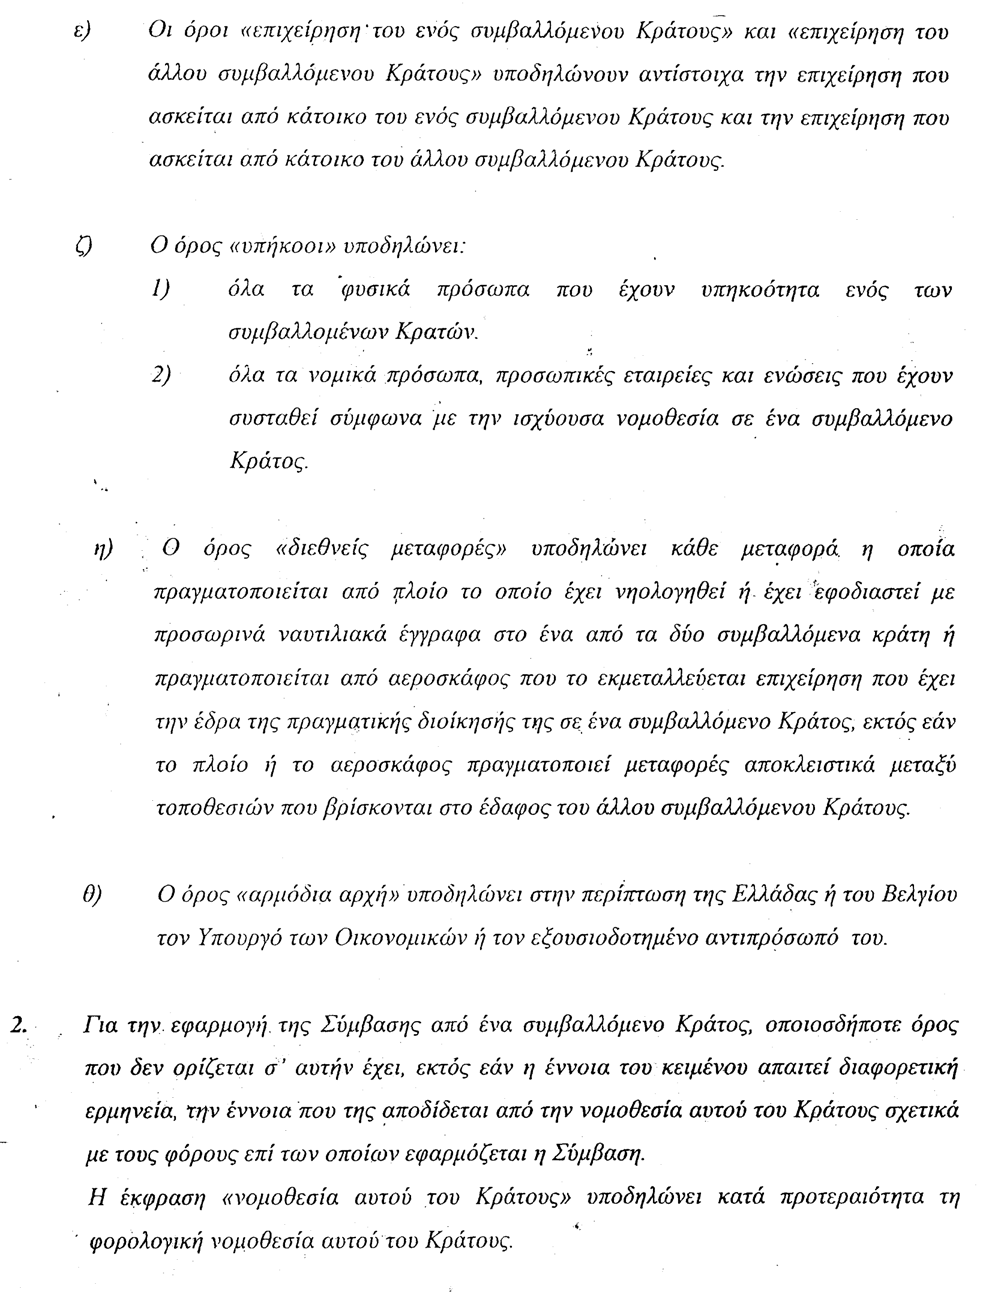 ε) Οι όροι «επιχείρηση του ενός συμβαλλόμενου Κράτους» και «επιχείρηση του
άλλου συμβαλλόμενου Κράτους» υποδηλώνουν αντίστοιχα την επιχείρηση που
ασκείται από κάτοικο του ενός συμβαλλόμενου Κράτους και την επιχείρηση που
ασκείται από κάτοικο του άλλου συμβαλλόμενου Κράτους.
ζ) Ο όρος «υπήκοοι» υποδηλώνει:
1) όλα τα φυσικά πρόσωπα που έχουν υπηκοότητα ενός των
συμβαλλομένων Κρατών.
2) όλα τα νομικά πρόσωπα, προσωπικές εταιρείες και ενώσεις που έχουν
συσταθεί σύμφωνα με την ισχύουσα νομοθεσία σε ένα συμβαλλόμενο
Κράτος.
η) Ο όρος «διεθνείς μεταφορές» υποδηλώνει κάθε μεταφορά η οποία
πραγματοποιείται από πλοίο το οποίο έχει νηολογηθεί ή έχει εφοδιαστεί με
προσωρινά ναυτιλιακά έγγραφα στο ένα από τα δύο συμβαλλόμενα κράτη ή
πραγματοποιείται από αεροσκάφος που το εκμεταλλεύεται επιχείρηση που έχει
την έδρα της πραγματικής διοίκησής της σε ένα συμβαλλόμενο Κράτος, εκτός εάν
το πλοίο ή το αεροσκάφος πραγματοποιεί μεταφορές αποκλειστικά μεταξύ
τοποθεσιών που βρίσκονται στο έδαφος του άλλου συμβαλλόμενου Κράτους.
θ) Ο όρος «αρμόδια αρχή» υποδηλώνει στην περίπτωση της Ελλάδας ή του Βελγίου
τον Υπουργό των Οικονομικών ή τον εξουσιοδοτημένο αντιπρόσωπό του.
2. Για την εφαρμογή της Σύμβασης από ένα συμβαλλόμενο Κράτος, οποιοσδήποτε όρος
που δεν ορίζεται σ' αυτήν έχει, εκτός εάν η έννοια του κειμένου απαιτεί διαφορετική
ερμηνεία, την έννοια που της αποδίδεται από την νομοθεσία αυτού του Κράτους σχετικά
με τους φόρους επί των οποίων εφαρμόζεται η Σύμβαση.
Η έκφραση «νομοθεσία αυτού του Κράτους» υποδηλώνει κατά προτεραιότητα τη
φορολογική νομοθεσία αυτού του Κράτους.